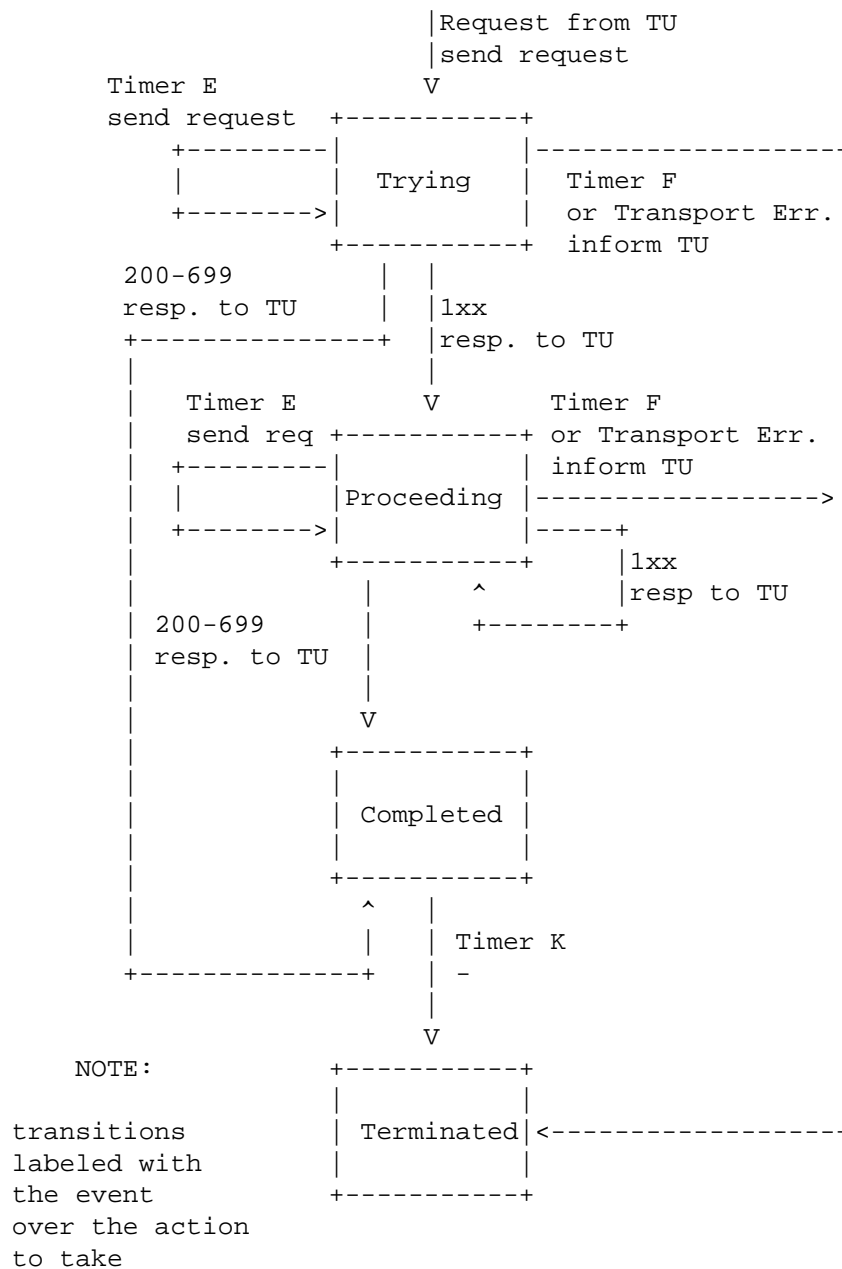 |Request from TU
|send request
Timer E             V
send request  +-----------+
+---------|           |-------------------
|         |  Trying   |  Timer F
+-------->|           |  or Transport Err.
+-----------+  inform TU
200-699         |  |
resp. to TU     |  |1xx
+---------------+  |resp. to TU
|                  |
|   Timer E        V       Timer F
|   send req +-----------+ or Transport Err.
|  +---------|           | inform TU
|  |         |Proceeding |------------------>
|  +-------->|           |-----+
|            +-----------+     |1xx
|              |      ^        |resp to TU
| 200-699      |      +--------+
| resp. to TU  |
|              |
|              V
|            +-----------+
|            |           |
|            | Completed |
|            |           |
|            +-----------+
|              ^   |
|              |   | Timer K
+--------------+   | -
|
V
NOTE:           +-----------+
|           |
transitions         | Terminated|<-------------------
labeled with        |           |
the event           +-----------+
over the action
to take